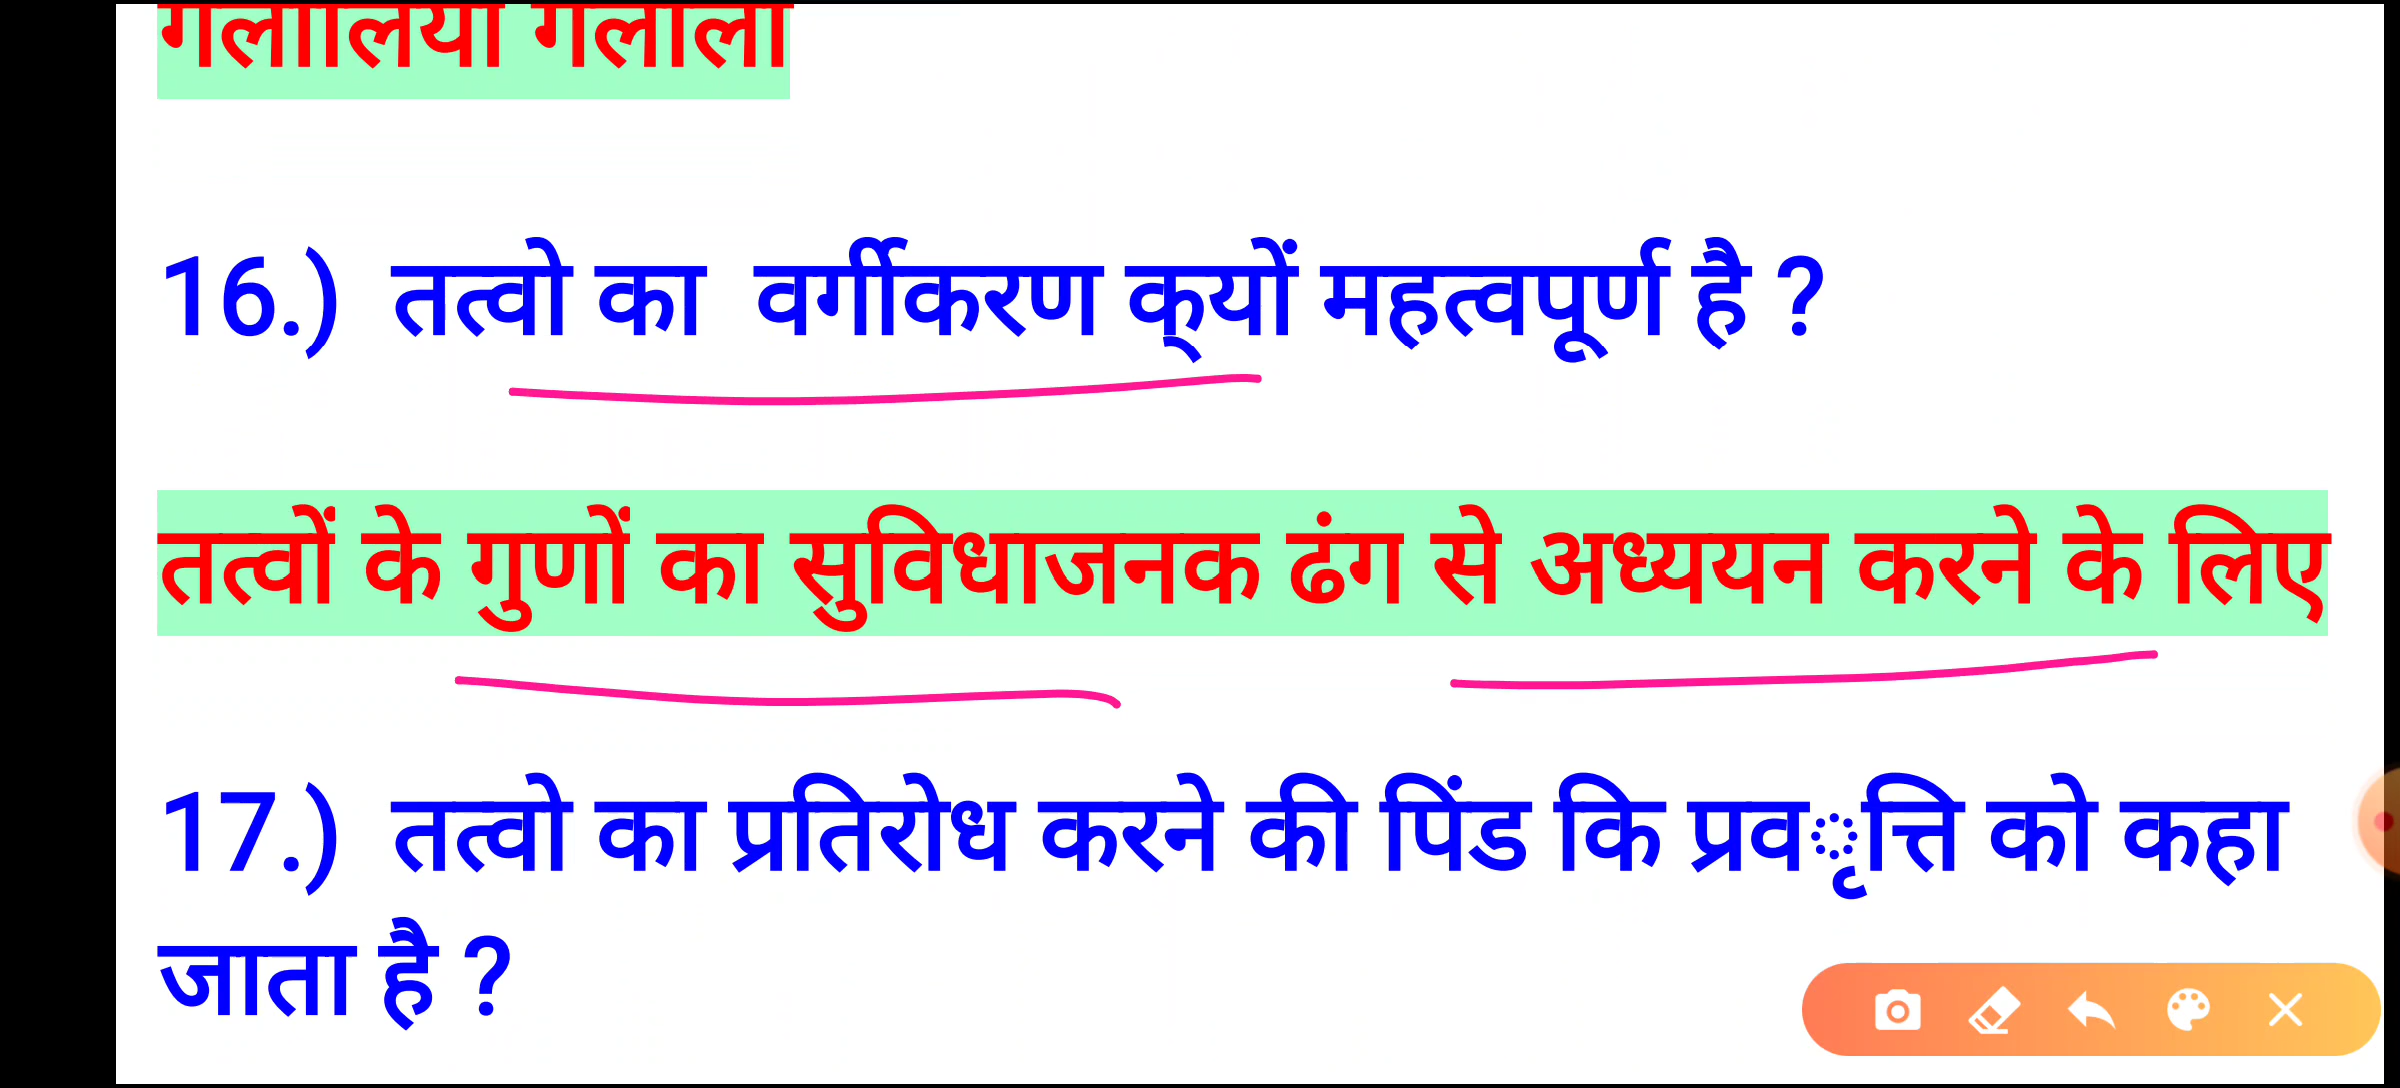 गैलीलियो गैलीली
16.) तत्वो का वर्गीकरण क्‌यों महत्वपूर्ण है ?
तत्वों के गुणों का सुविधाजनक ढंग से अध्ययन करने के लिए
17.) तत्वो का प्रतिरोध करने की पिंड कि प्रवृत्ति को कहा
जाता है ?